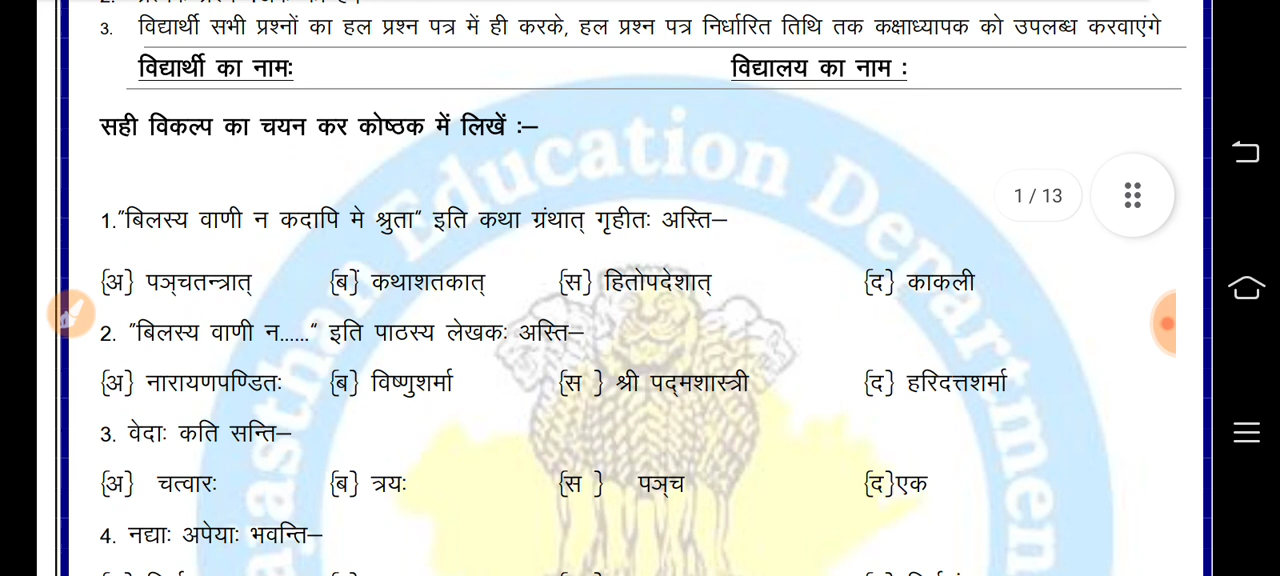 3. विद्यार्थी सभी प्रश्नों का हल प्रश्न पत्र में ही करके, हल प्रश्न पत्र निर्धारित तिथि तक कक्षाध्यापक को उपलब्ध करवाएंगे
विद्यार्थी का नामः विद्यालय का नाम :
सही विकल्प का चयन कर कोष्ठक में लिखें :–
1 / 13
1."बिलस्य वाणी न कदापि मे श्रुता" इति कथा ग्रंथात् गृहीतः अस्ति–
{अ} पञ्चतन्त्रात् {ब} कथाशतकात् {स} हितोपदेशात् {द} काकली
2. "बिलस्य वाणी न......" इति पाठस्य लेखकः अस्ति–
{अ} नारायणपण्डितः {ब} विष्णुशर्मा {स } श्री पद्मशास्त्री {द} हरिदत्तशर्मा
3. वेदाः कति सन्ति–
{अ} चत्वारः {ब} त्रयः {स } पञ्च {द}एक
4. नद्याः अपेयाः भवन्ति–
Education Department